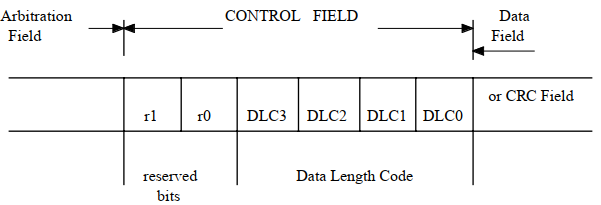 Arbitration
Field
CONTROL FIELD
Data
Field
r1
r0
DLC3
DLC2
DLC1
DLC0
or CRC Field
reserved
bits
Data Length Code